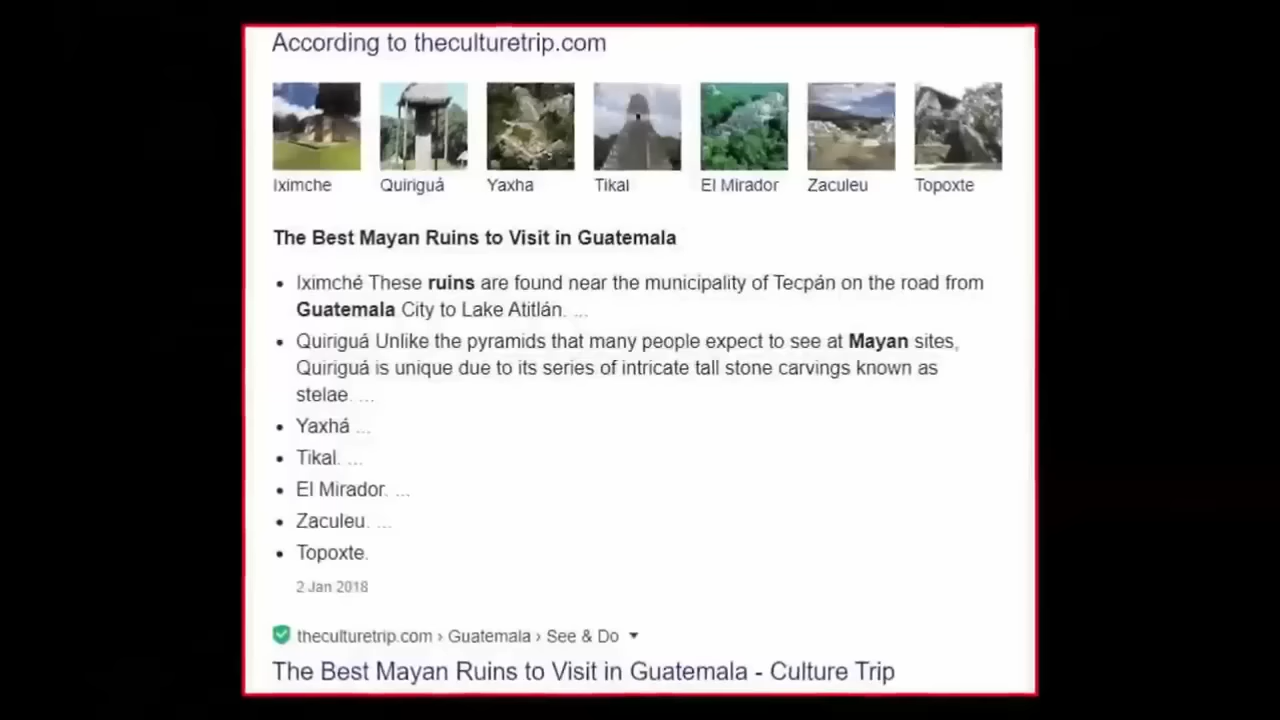 According to theculturetrip.com
Iximche Quiriguá Yaxha Tikal El Mirador Zaculeu Topoxte
The Best Mayan Ruins to Visit in Guatemala
• Iximché These ruins are found near the municipality of Tecpán on the road from
Guatemala City to Lake Atitlán. ...
• Quiriguá Unlike the pyramids that many people expect to see at Mayan sites,
Quiriguá is unique due to its series of intricate tall stone carvings known as
stelae. ...
• Yaxhá ...
• Tikal. ...
• El Mirador. ...
• Zaculeu. ...
• Topoxte.
2 Jan 2018
theculturetrip.com › Guatemala › See & Do
The Best Mayan Ruins to Visit in Guatemala - Culture Trip